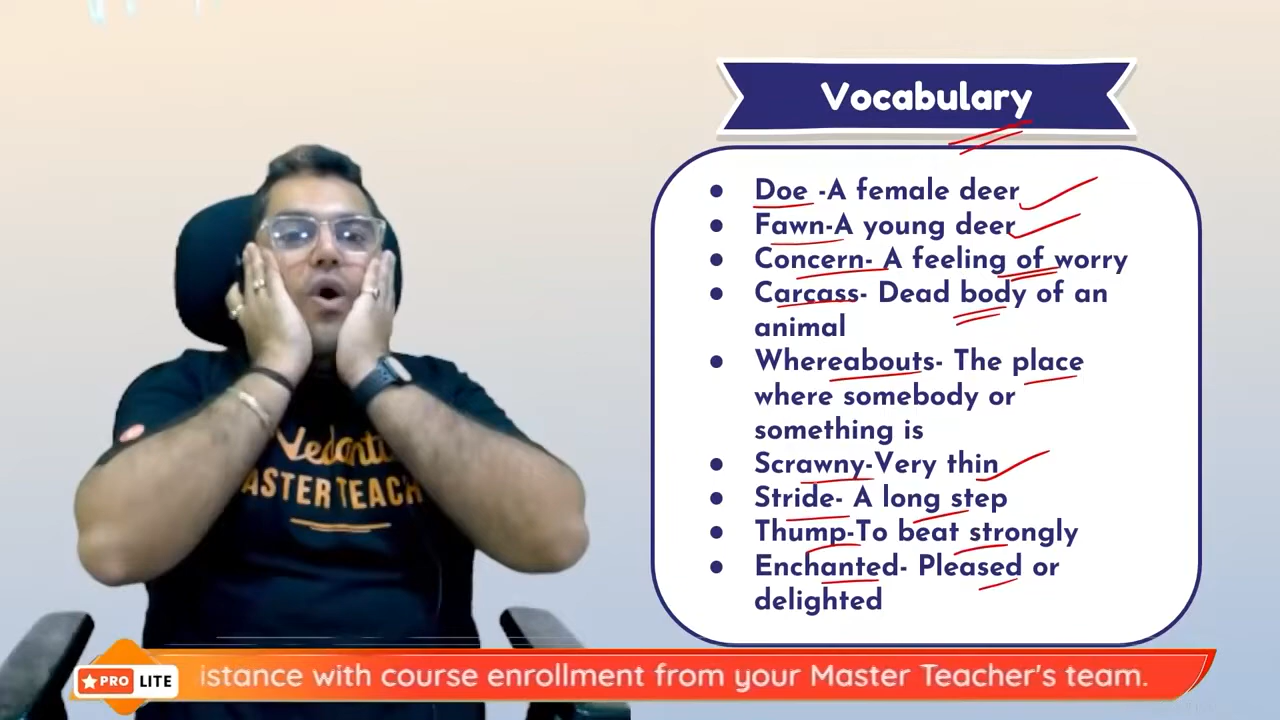 Vocabulary
Doe -A female deer
Fawn-A young deer
Concern- A feeling of worry
Carcass- Dead body of an
animal
Whereabouts- The place
where somebody or
something is
Scrawny-Very thin
Stride- A long step
Thump-To beat strongly
Enchanted- Pleased or
delighted
Vedant
ASTER TEACH
PRO LITE
istance with course enrollment from your Master Teacher's team.